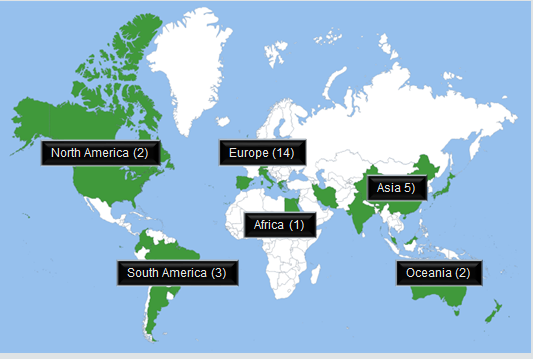 North America (2)
Europe (14)
Asia 5)
Africa (1)
South America (3)
Oceania (2)